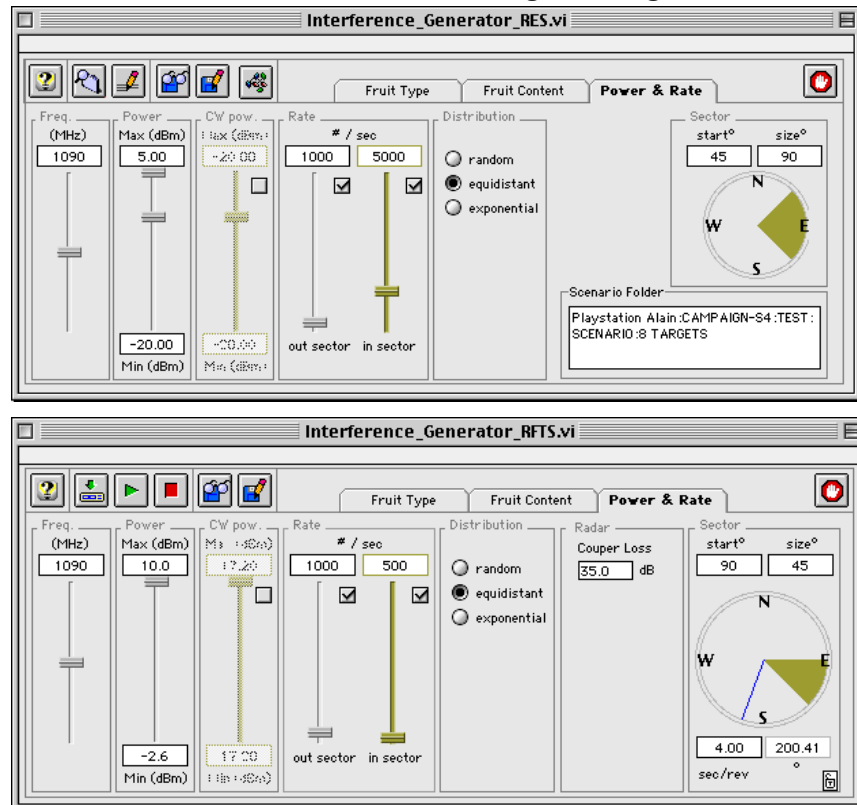 Interference_Generator_RES.vi
Fruit Type Fruit Content Power & Rate
Freq. Power CW pow. Rate Distribution Sector
(MHz) Max (dBm) Max (dBm) # / sec start° size°
1090 5.00 -20.00 1000 5000 45 90
random
equidistant
exponential
N
W E
S
Scenario Folder
Playstation Alain:CAMPAIGN-S4:TEST:
SCENARIO:8 TARGETS
-20.00 out sector in sector
Min (dBm) Min (dBm)
Interference_Generator_RFTS.vi
Fruit Type Fruit Content Power & Rate
Freq. Power CW pow. Rate Distribution Radar Sector
(MHz) Max (dBm) # / sec Couper Loss start° size°
1090 10.0 17.20 1000 500 35.0 dB 90 45
random
equidistant
exponential
N
W E
S
-2.6 out sector in sector 4.00 200.41
Min (dBm) sec/rev °